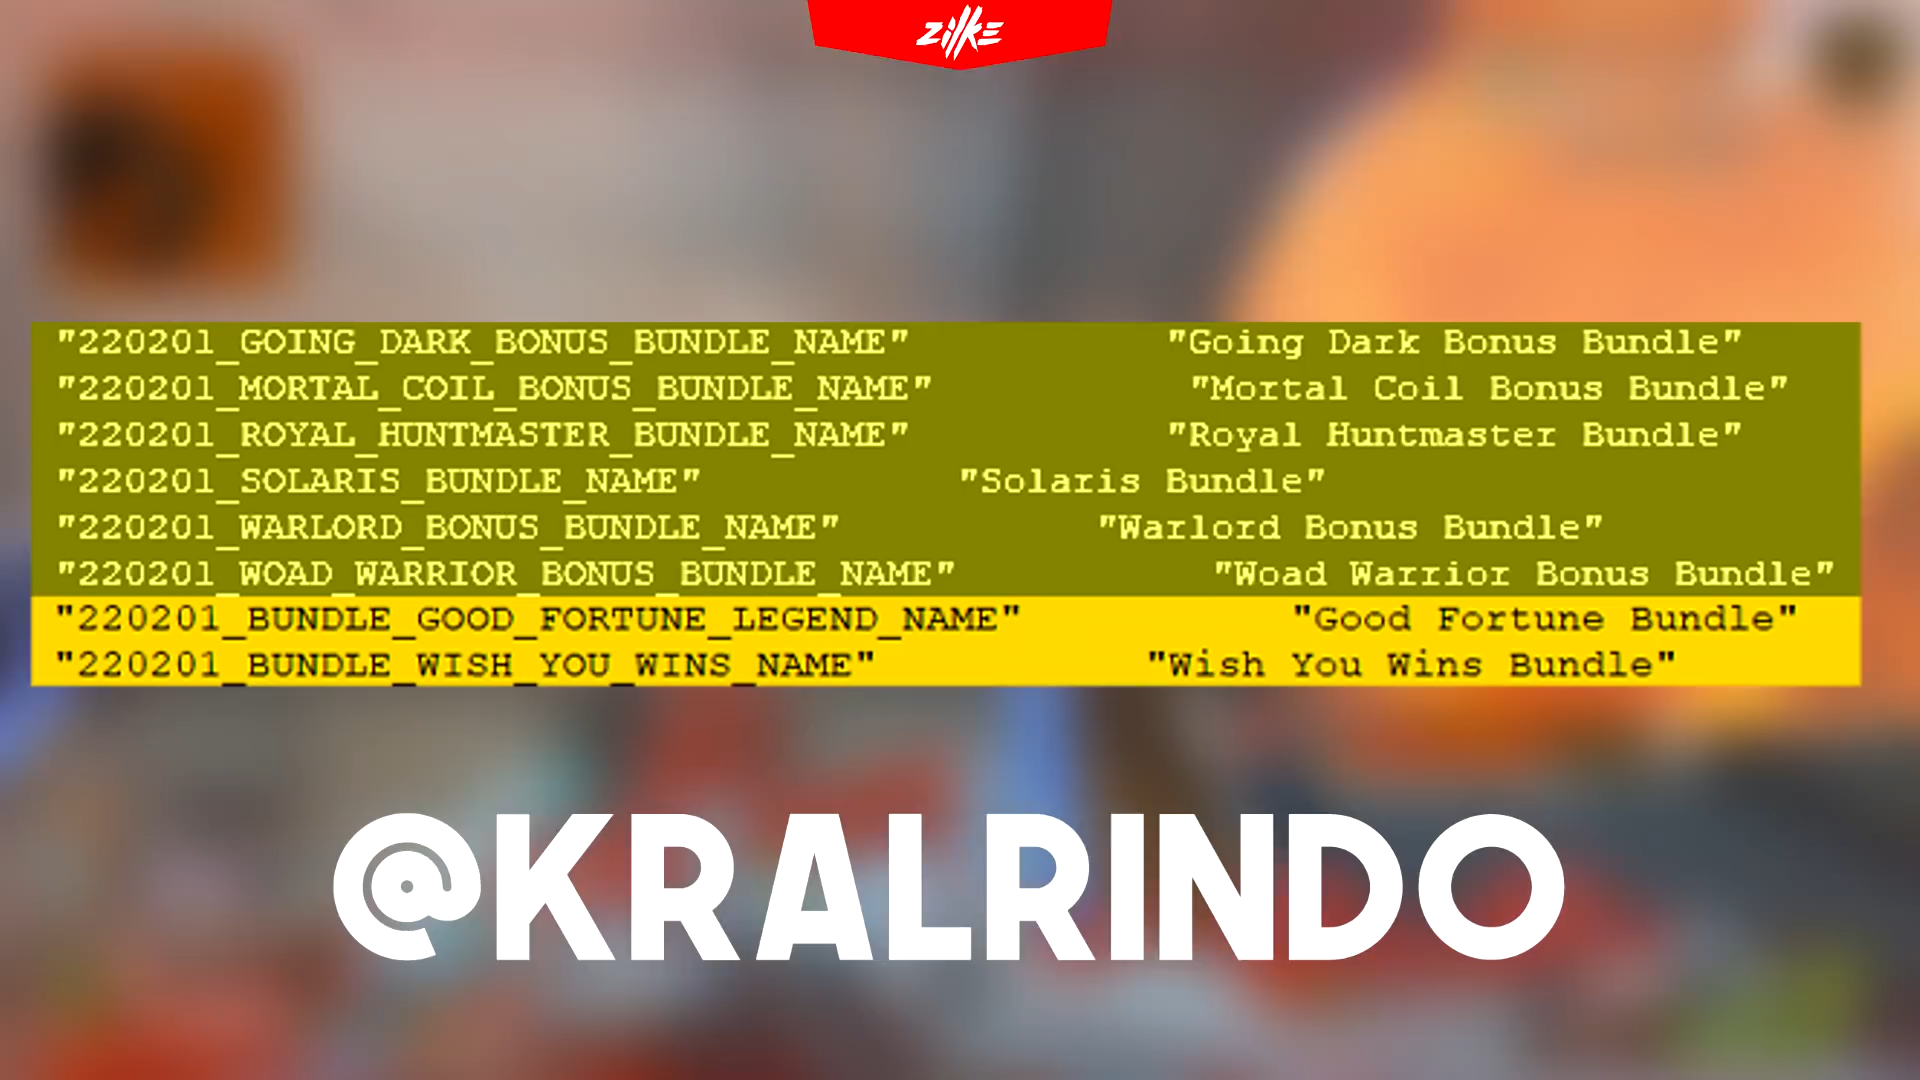 ZilKE
"220201_GOING_DARK_BONUS_BUNDLE_NAME" "Going Dark Bonus Bundle"
"220201_MORTAL_COIL_BONUS_BUNDLE_NAME" "Mortal Coil Bonus Bundle"
"220201_ROYAL_HUNTMASTER_BUNDLE_NAME" "Royal Huntmaster Bundle"
"220201_SOLARIS_BUNDLE_NAME" "Solaris Bundle"
"220201_WARLORD_BONUS_BUNDLE_NAME" "Warlord Bonus Bundle"
"220201_WOAD_WARRIOR_BONUS_BUNDLE_NAME" "Woad Warrior Bonus Bundle"
"220201_BUNDLE_GOOD_FORTUNE_LEGEND_NAME" "Good Fortune Bundle"
"220201_BUNDLE_WISH_YOU_WINS_NAME" "Wish You Wins Bundle"
@KRALRINDO